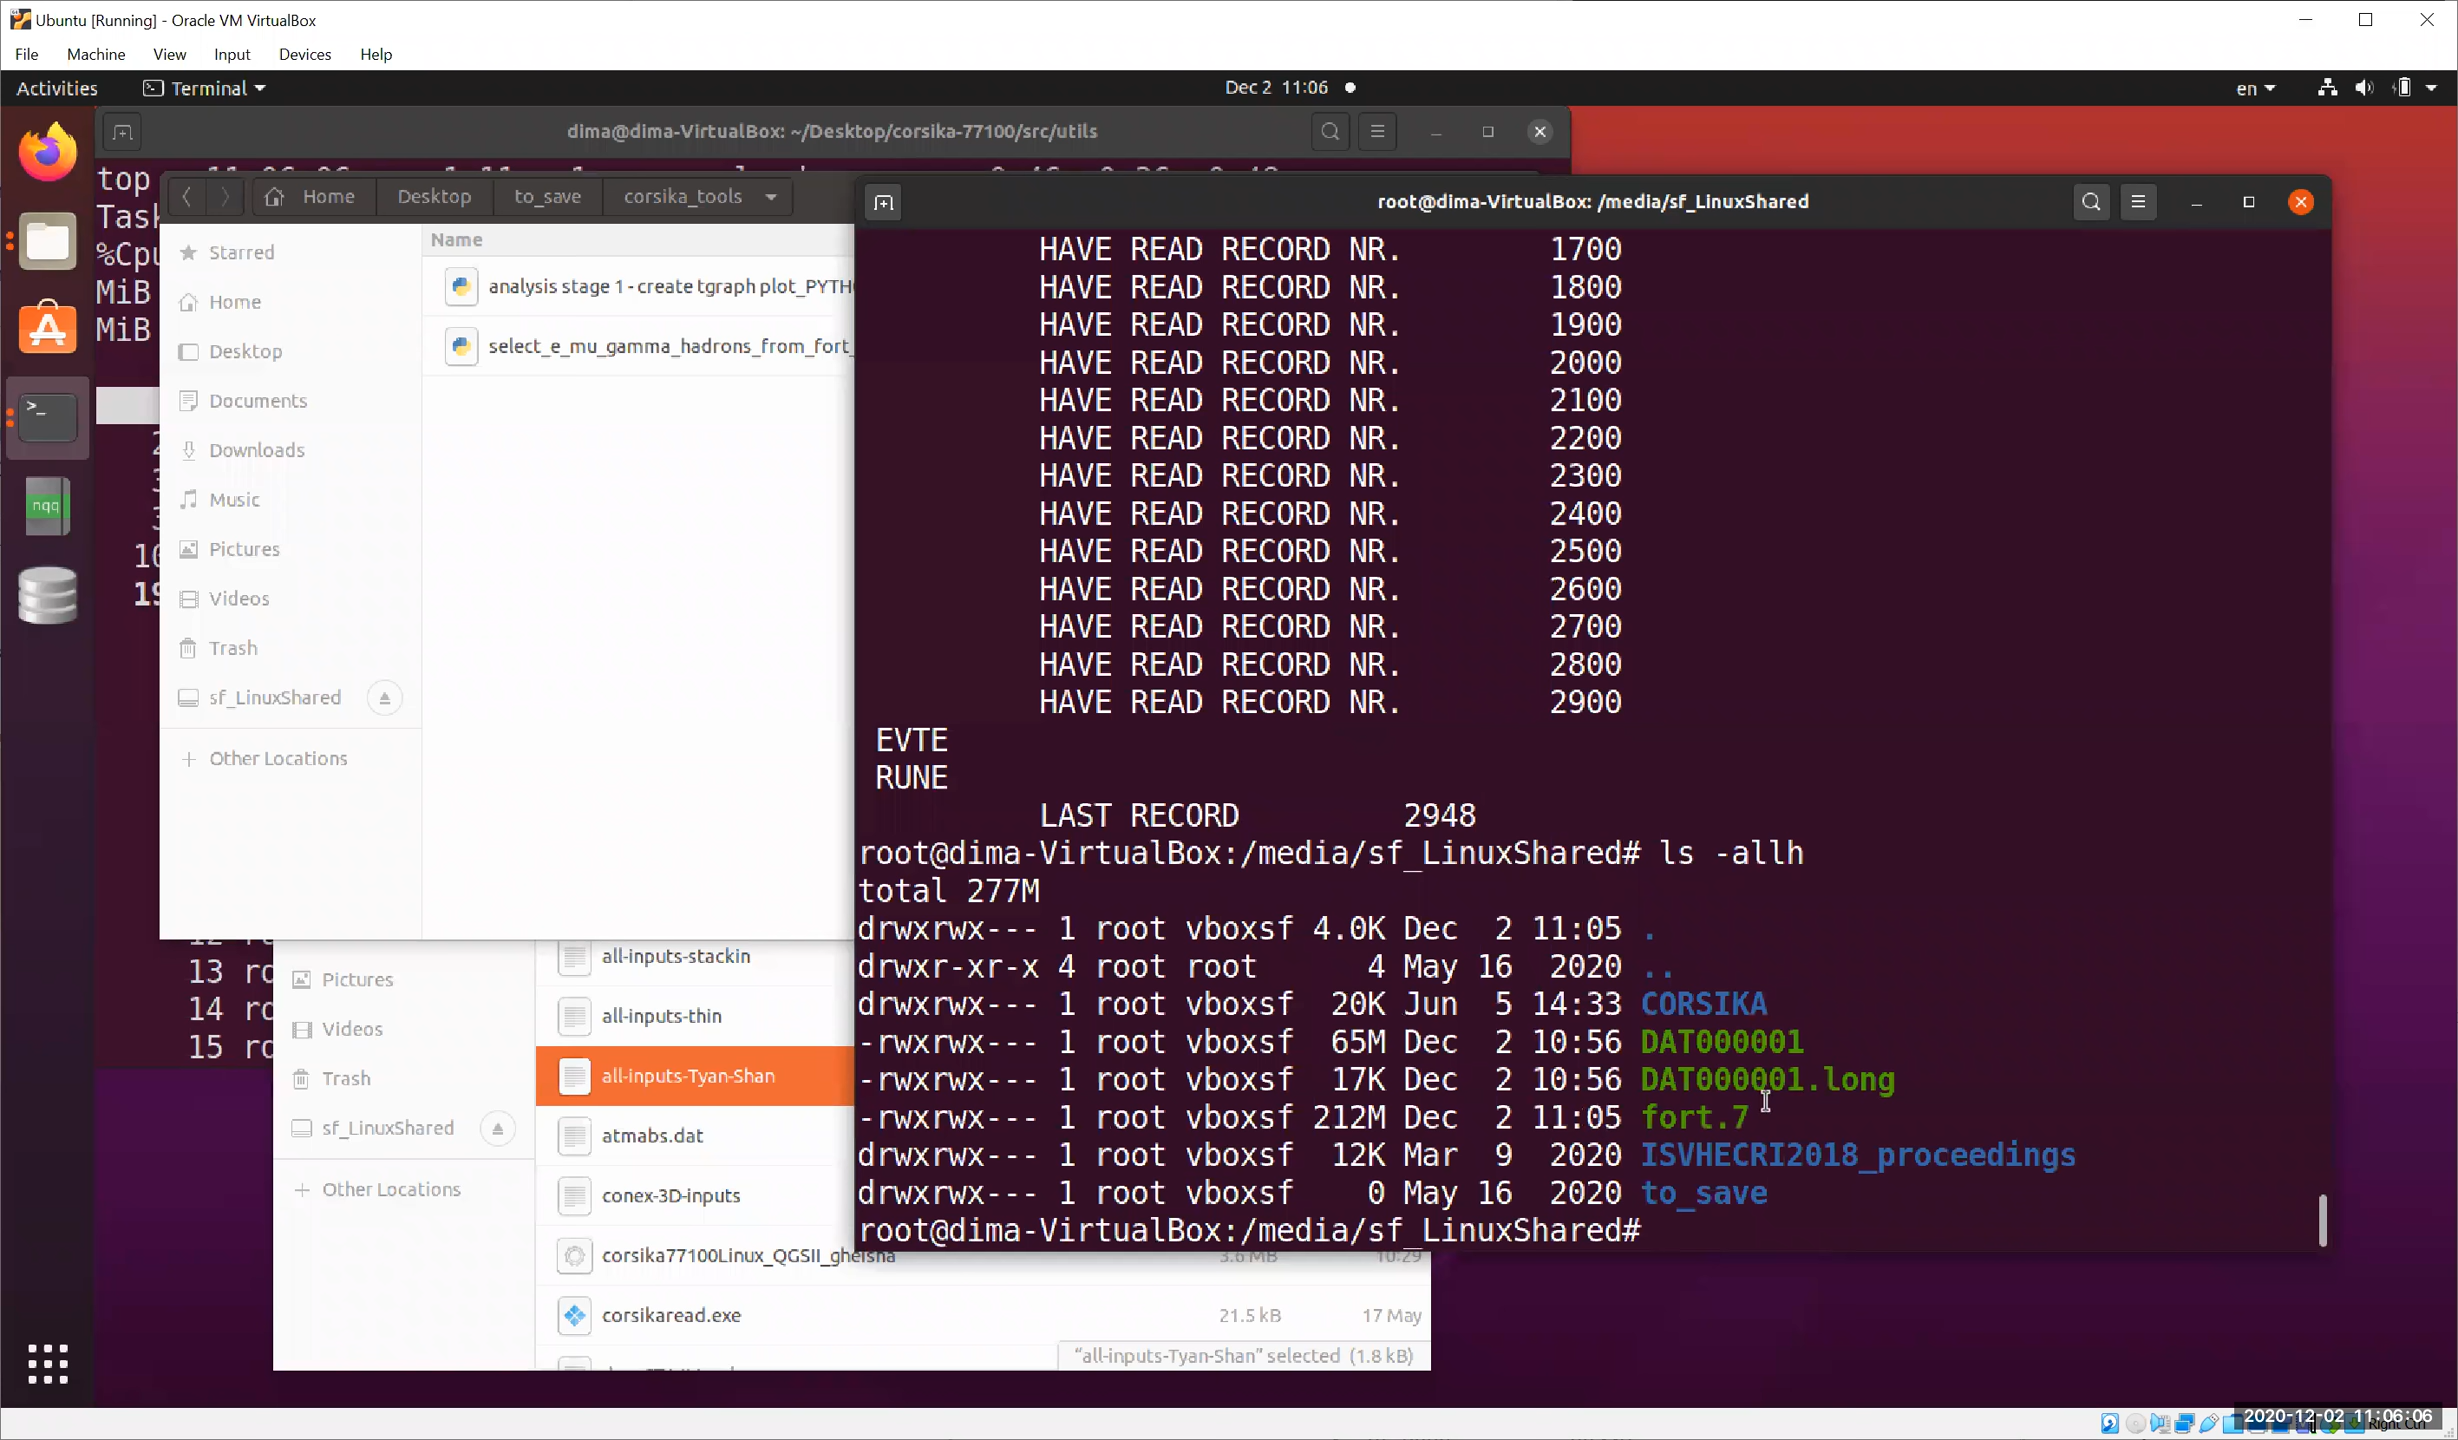 Ubuntu [Running] - Oracle VM VirtualBox
File Machine View Input Devices Help
Activities Terminal Dec 2 11:06 en
dima@dima-VirtualBox: ~/Desktop/corsika-77100/src/utils
top
%Cpu
MiB
MiB
Home Desktop to_save corsika_tools
Name
Starred
Home
Desktop
Documents
Downloads
Music
Pictures
Videos
Trash
sf_LinuxShared
+ Other Locations
analysis stage 1 - create tgraph plot_PYTH
select_e_mu_gamma_hadrons_from_fort_
nqq
13
14
15
Pictures
Videos
Trash
sf_LinuxShared
+ Other Locations
all-inputs-stackin
all-inputs-thin
all-inputs-Tyan-Shan
atmabs.dat
conex-3D-inputs
corsika77100Linux_QGSII_gheisha 3.6 MB 10:29
corsikaread.exe 21.5 kB 17 May
"all-inputs-Tyan-Shan" selected (1.8 kB)
root@dima-VirtualBox: /media/sf_LinuxShared
HAVE READ RECORD NR. 1700
HAVE READ RECORD NR. 1800
HAVE READ RECORD NR. 1900
HAVE READ RECORD NR. 2000
HAVE READ RECORD NR. 2100
HAVE READ RECORD NR. 2200
HAVE READ RECORD NR. 2300
HAVE READ RECORD NR. 2400
HAVE READ RECORD NR. 2500
HAVE READ RECORD NR. 2600
HAVE READ RECORD NR. 2700
HAVE READ RECORD NR. 2800
HAVE READ RECORD NR. 2900
EVTE
RUNE
LAST RECORD 2948
root@dima-VirtualBox:/media/sf_LinuxShared# ls -allh
total 277M
drwxrwx--- 1 root vboxsf 4.0K Dec 2 11:05 .
drwxr-xr-x 4 root root 4 May 16 2020 ..
drwxrwx--- 1 root vboxsf 20K Jun 5 14:33 CORSIKA
-rwxrwx--- 1 root vboxsf 65M Dec 2 10:56 DAT000001
-rwxrwx--- 1 root vboxsf 17K Dec 2 10:56 DAT000001.long
-rwxrwx--- 1 root vboxsf 212M Dec 2 11:05 fort.7
drwxrwx--- 1 root vboxsf 12K Mar 9 2020 ISVHECRI2018_proceedings
drwxrwx--- 1 root vboxsf 0 May 16 2020 to_save
root@dima-VirtualBox:/media/sf_LinuxShared#
2020-12-02 11:06:06
Right Ctrl